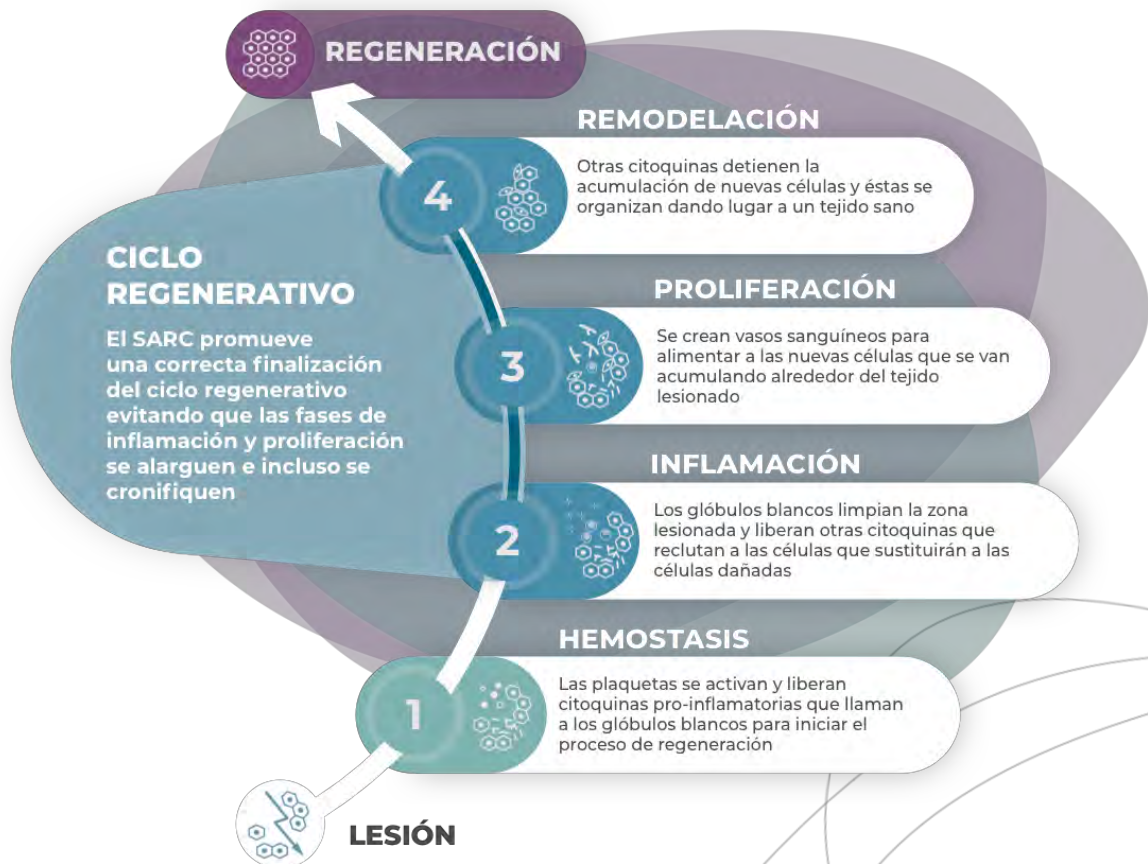 REGENERACIÓN
REMODELACIÓN
4
Otras citoquinas detienen la
acumulación de nuevas células y éstas se
organizan dando lugar a un tejido sano
CICLO
REGENERATIVO
El SARC promueve
una correcta finalización
del ciclo regenerativo
evitando que las fases de
inflamación y proliferación
se alarguen e incluso se
cronifiquen
PROLIFERACIÓN
3
Se crean vasos sanguíneos para
alimentar a las nuevas células que se van
acumulando alrededor del tejido
lesionado
INFLAMACIÓN
2
Los glóbulos blancos limpian la zona
lesionada y liberan otras citoquinas que
reclutan a las células que sustituirán a las
células dañadas
HEMOSTASIS
1
Las plaquetas se activan y liberan
citoquinas pro-inflamatorias que llaman
a los glóbulos blancos para iniciar el
proceso de regeneración
LESIÓN